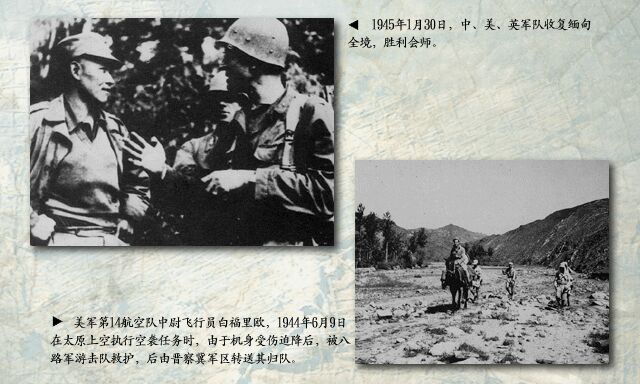 ◀ 1945年1月30日，中、美、英军队收复缅甸
全境，胜利会师。
▶ 美军第14航空队中尉飞行员白福里欧，1944年6月9日
在太原上空执行空袭任务时，由于机身受伤迫降后，被八
路军游击队救护，后由晋察冀军区转送其归队。